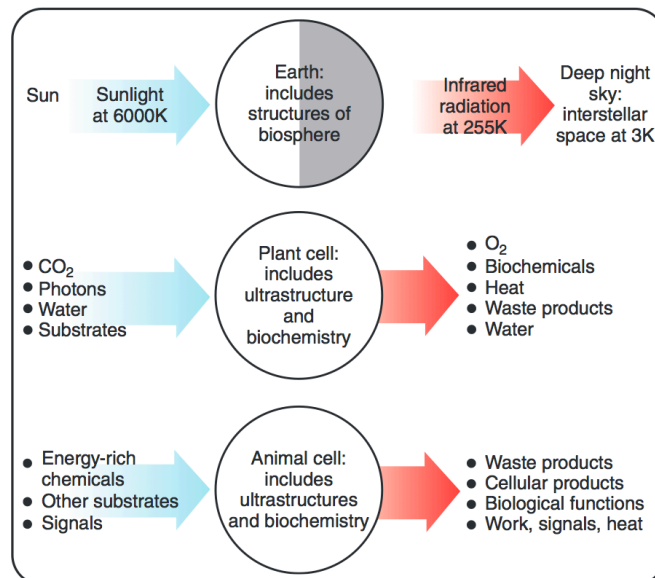 Sun
Sunlight
at 6000K
Earth:
includes
structures of
biosphere
Infrared
radiation
at 255K
Deep night
sky:
interstellar
space at 3K
● CO₂
● Photons
● Water
● Substrates
Plant cell:
includes
ultrastructure
and
biochemistry
● O₂
● Biochemicals
● Heat
● Waste products
● Water
● Energy-rich
chemicals
● Other substrates
● Signals
Animal cell:
includes
ultrastructures
and biochemistry
● Waste products
● Cellular products
● Biological functions
● Work, signals, heat